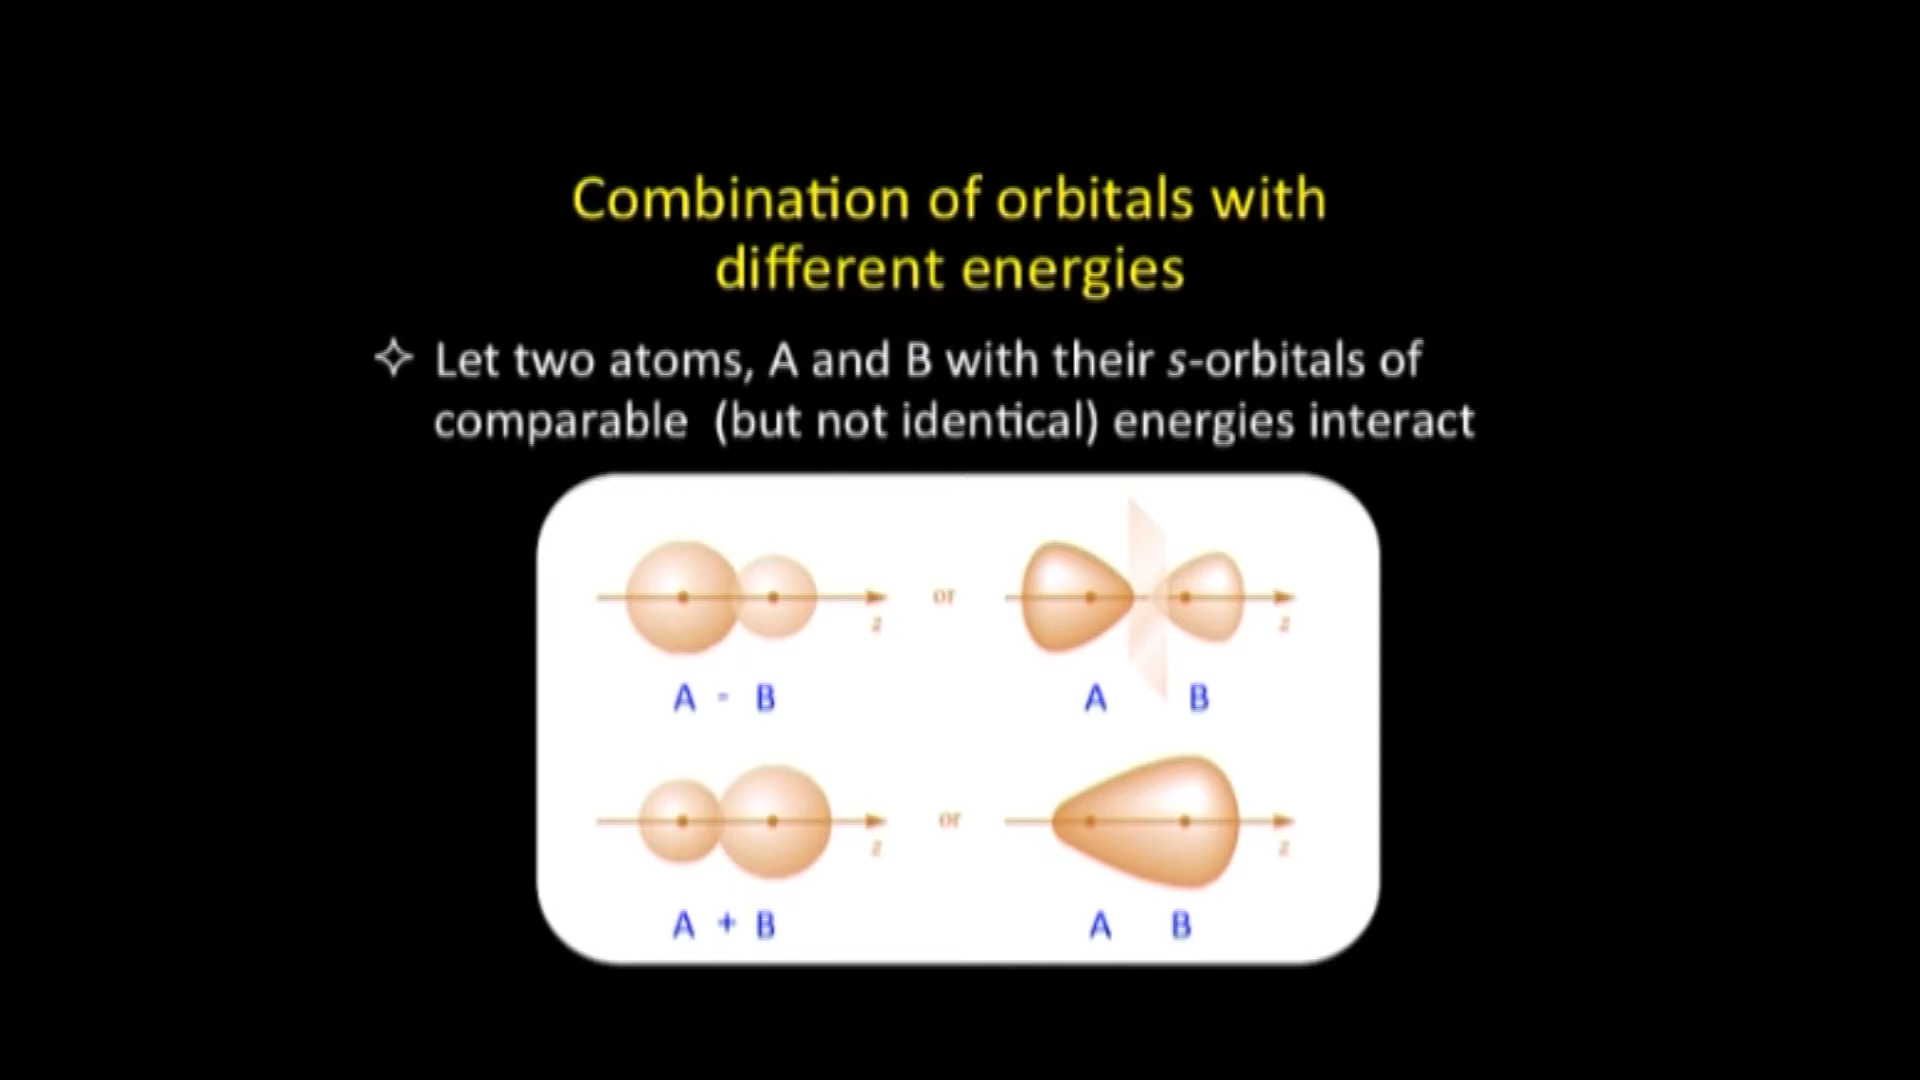 Combination of orbitals with
different energies
✧ Let two atoms, A and B with their s-orbitals of
comparable (but not identical) energies interact
or
z
z
A - B
A B
or
z
z
A + B
A B